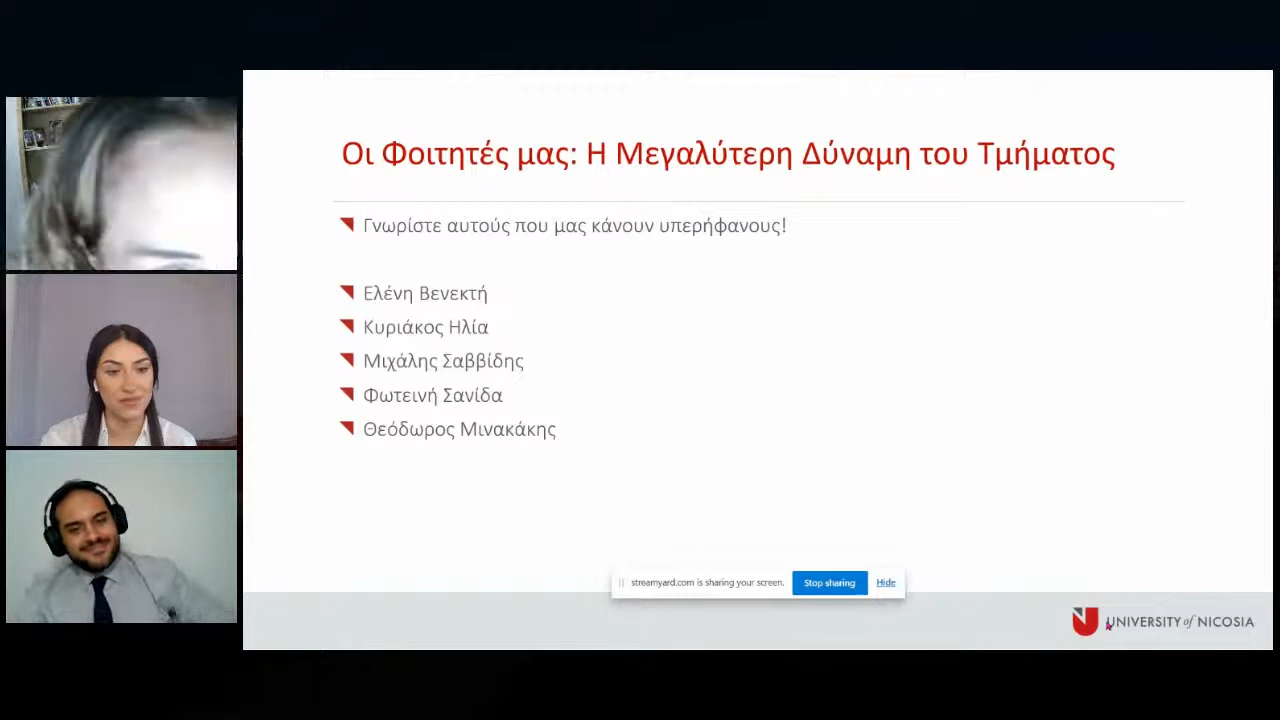 Οι Φοιτητές μας: Η Μεγαλύτερη Δύναμη του Τμήματος
Γνωρίστε αυτούς που μας κάνουν υπερήφανους!
Ελένη Βενεκτή
Κυριάκος Ηλία
Μιχάλης Σαββίδης
Φωτεινή Σανίδα
Θεόδωρος Μινακάκης
streamyard.com is sharing your screen. Stop sharing Hide
UNIVERSITY of NICOSIA